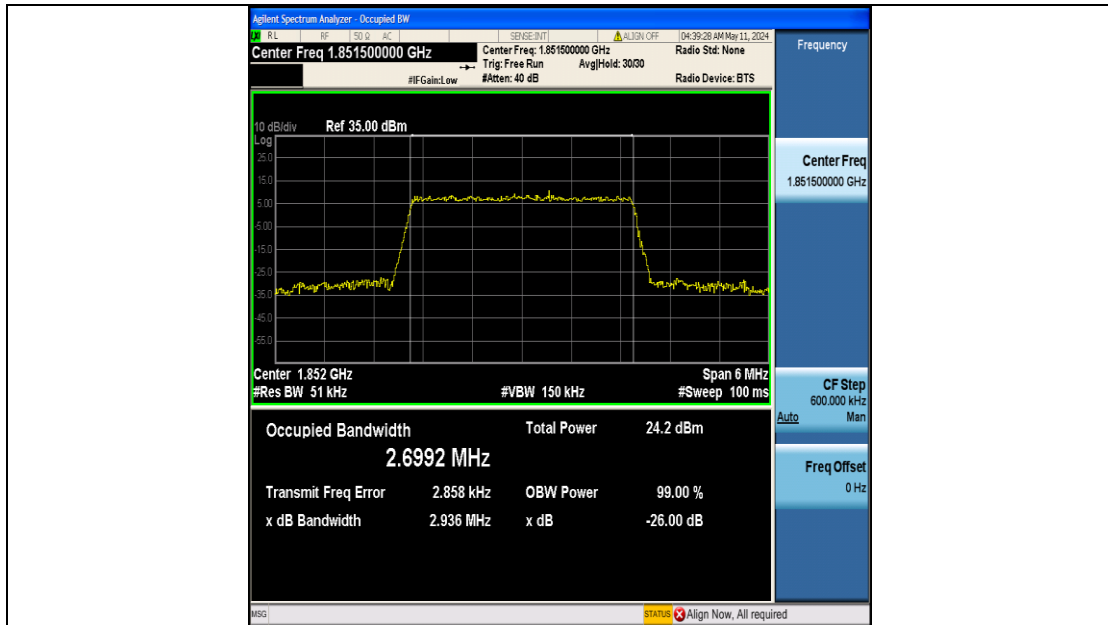 Agilent Spectrum Analyzer - Occupied BW
RL RF 50 Ω AC SENSE:INT ALIGN OFF 04:39:28 AM May 11, 2024
Center Freq 1.851500000 GHz
Center Freq: 1.851500000 GHz
Radio Std: None
Trig: Free Run Avg|Hold: 30/30
#IFGain:Low
#Atten: 40 dB
Radio Device: BTS
Frequency
10 dB/div Ref 35.00 dBm
Log
25.0
15.0
5.00
-5.00
-15.0
-25.0
-35.0
-45.0
-55.0
Center 1.852 GHz
Span 6 MHz
#Res BW 51 kHz
#VBW 150 kHz
#Sweep 100 ms
Center Freq
1.851500000 GHz
CF Step
600.000 kHz
Auto Man
Freq Offset
0 Hz
Occupied Bandwidth
Total Power 24.2 dBm
2.6992 MHz
Transmit Freq Error 2.858 kHz OBW Power 99.00 %
x dB Bandwidth 2.936 MHz x dB -26.00 dB
MSG
STATUS Align Now, All required